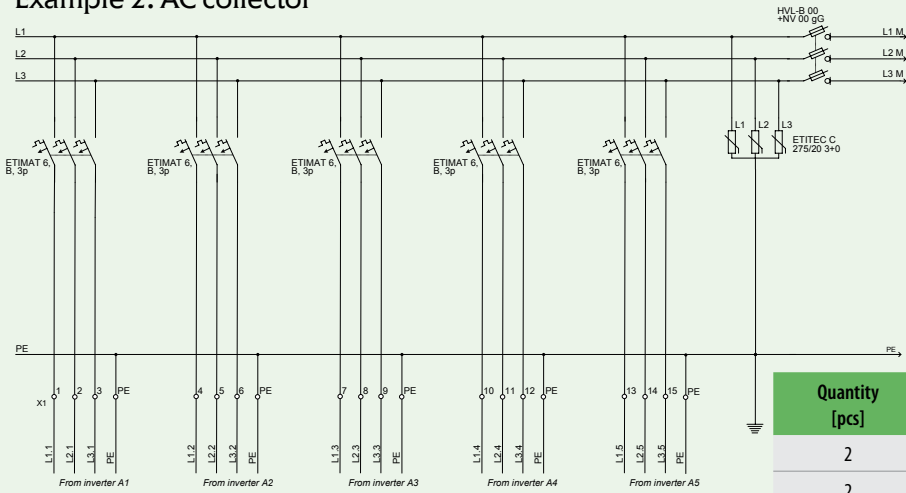 Example 2: AC collector
HVL-B 00
+NV 00 gG
L1
L1 M
L2
L2 M
L3
L3 M
L1
L2
L3
ETITEC C
275/20 3+0
ETIMAT 6,
B, 3p
ETIMAT 6,
B, 3p
ETIMAT 6,
B, 3p
ETIMAT 6,
B, 3p
ETIMAT 6,
B, 3p
PE
PE
X1
1
2
3
PE
4
5
6
PE
7
8
9
PE
10
11
12
PE
13
14
15
PE
L1.1
L2.1
L3.1
PE
L1.2
L2.2
L3.2
PE
L1.3
L2.3
L3.3
PE
L1.4
L2.4
L3.4
PE
L1.5
L2.5
L3.5
PE
From inverter A1
From inverter A2
From inverter A3
From inverter A4
From inverter A5
Quantity
[pcs]
2
2